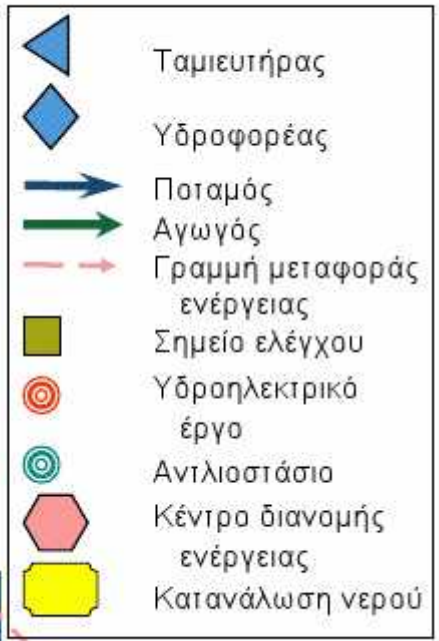 Ταμιευτήρας
Υδροφορέας
Ποταμός
Αγωγός
Γραμμή μεταφοράς
ενέργειας
Σημείο ελέγχου
Υδροηλεκτρικό
έργο
Αντλιοστάσιο
Κέντρο διανομής
ενέργειας
Κατανάλωση νερού